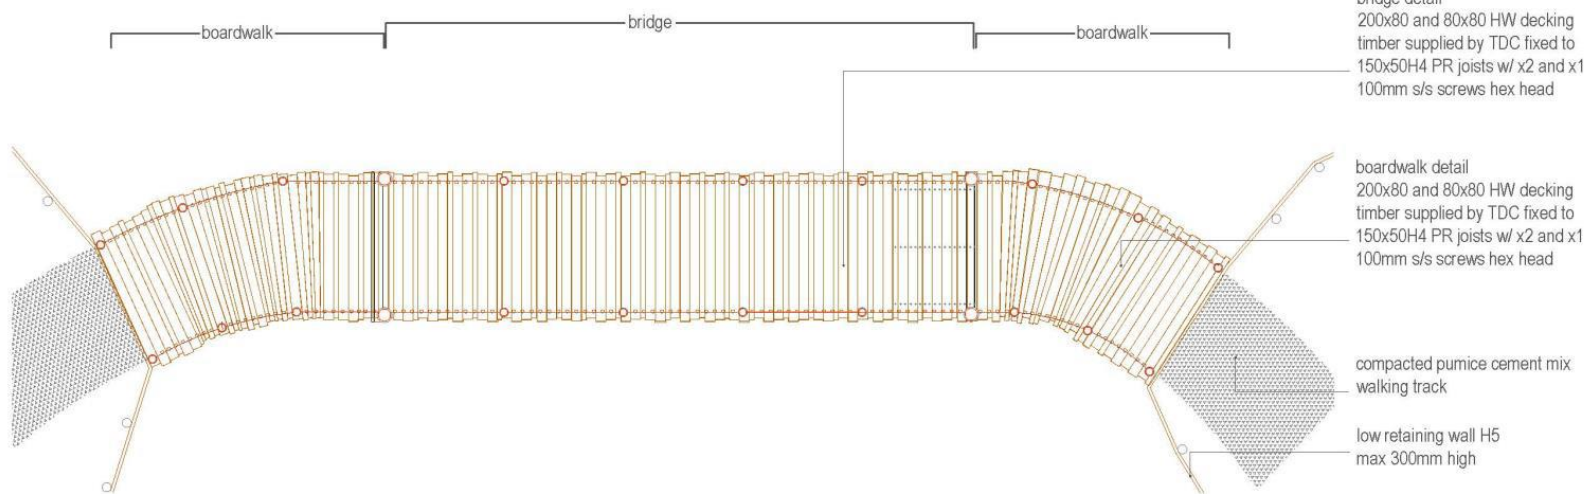 boardwalk
bridge
boardwalk
bridge detail
200x80 and 80x80 HW decking
timber supplied by TDC fixed to
150x50H4 PR joists w/ x2 and x1
100mm s/s screws hex head
boardwalk detail
200x80 and 80x80 HW decking
timber supplied by TDC fixed to
150x50H4 PR joists w/ x2 and x1
100mm s/s screws hex head
compacted pumice cement mix
walking track
low retaining wall H5
max 300mm high